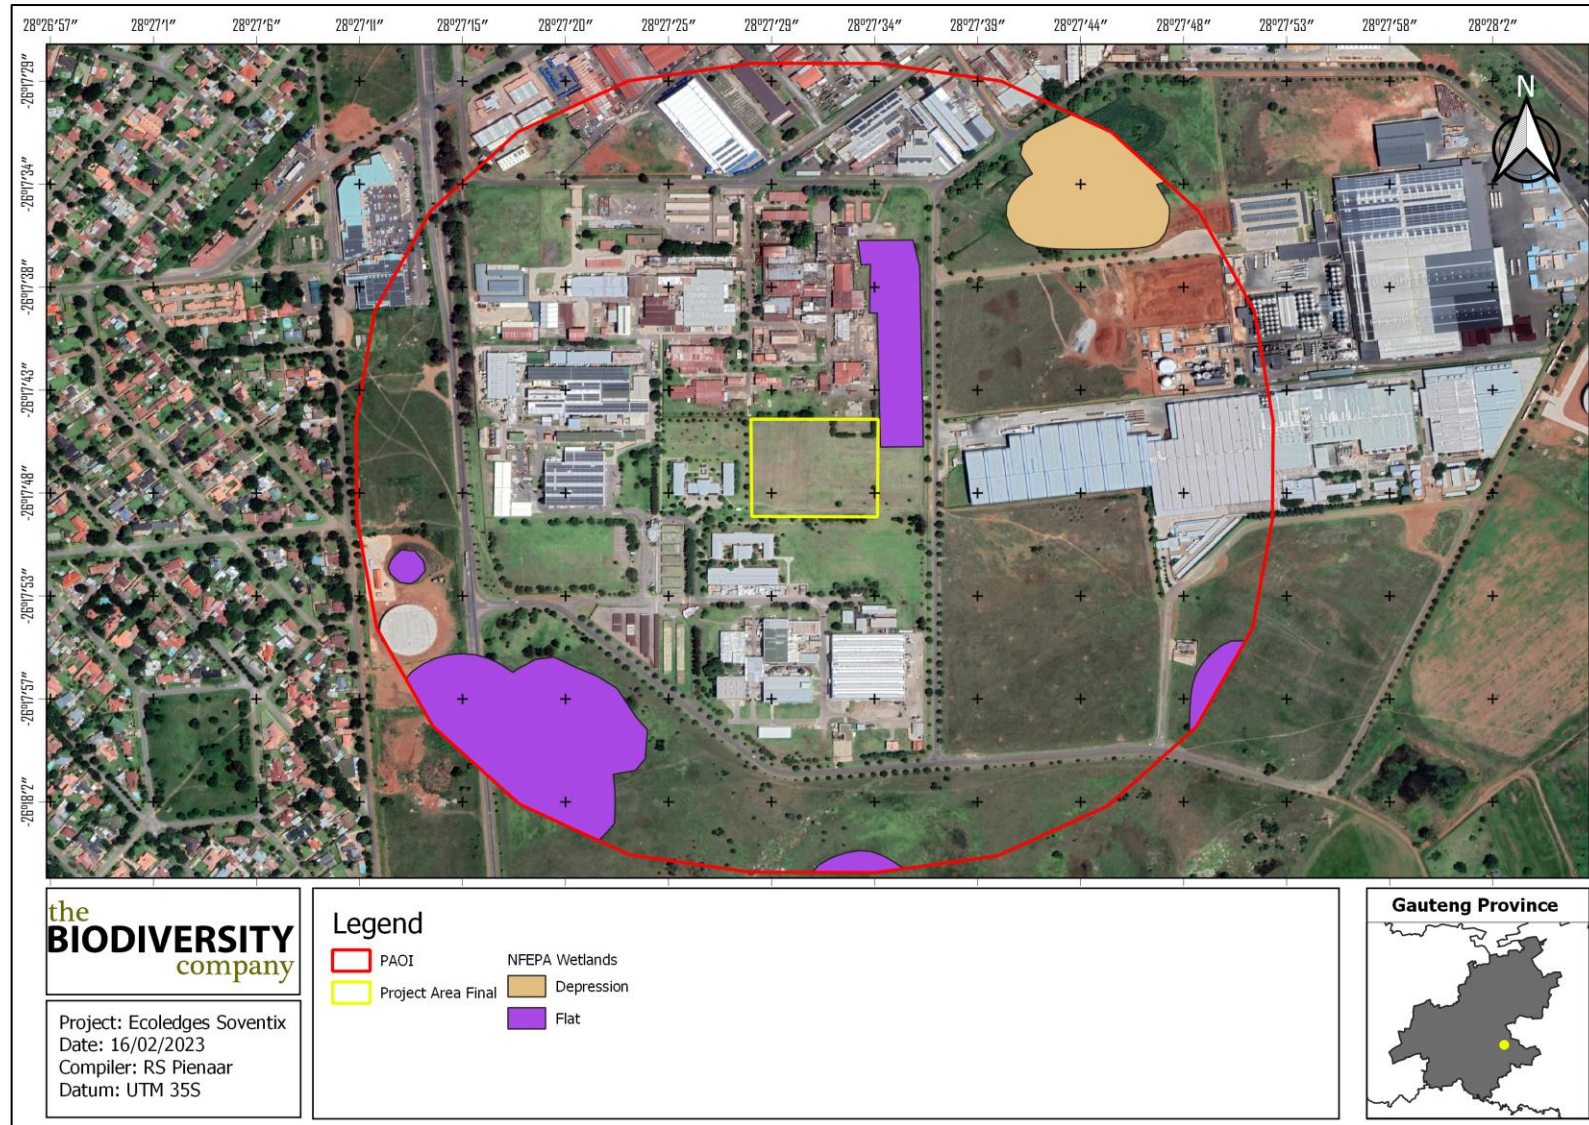 28°26'57" 28°27'1" 28°27'6" 28°27'1" 28°27'15" 28°27'20" 28°27'25" 28°27'29" 28°27'34" 28°27'39" 28°27'44" 28°27'48" 28°27'53" 28°27'58" 28°28'2"
-26°17'29"
N
-26°17'34"
-26°17'38"
-26°17'43"
-26°17'48"
-26°17'53"
-26°17'57"
-26°18'2"
the
BIODIVERSITY
company
Project: Ecoledges Soventix
Date: 16/02/2023
Compiler: RS Pienaar
Datum: UTM 35S
Legend
PAOI
Project Area Final
NFEPA Wetlands
Depression
Flat
Gauteng Province